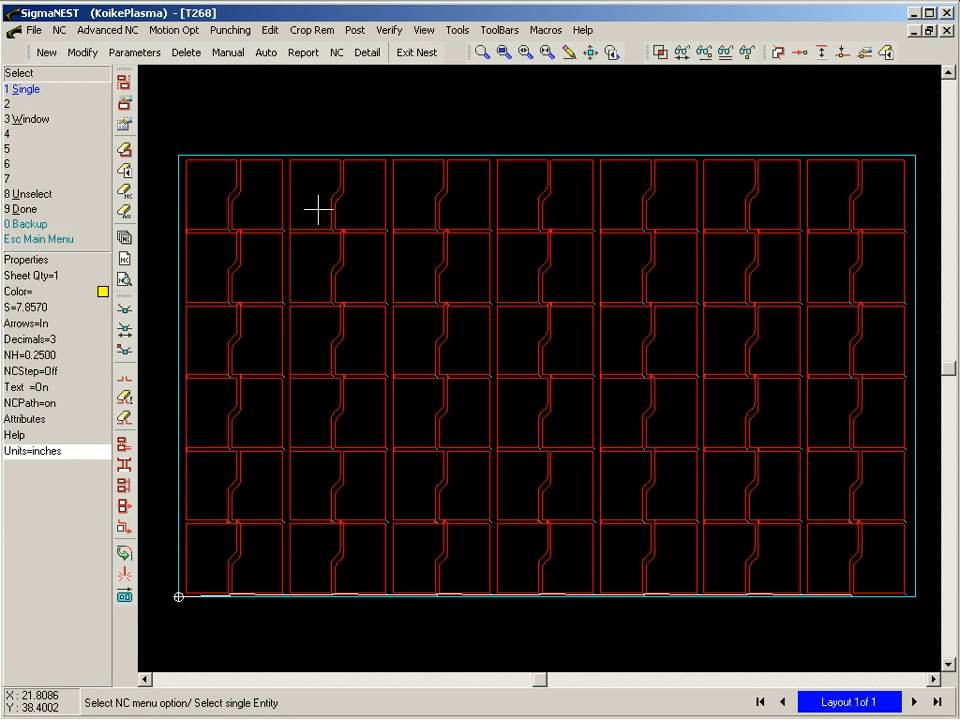 SigmaNEST (KoikePlasma) - [T268]
File NC Advanced NC Motion Opt Punching Edit Crop Rem Post Verify View Tools ToolBars Macros Help
New Modify Parameters Delete Manual Auto Report NC Detail Exit Nest
Select
1 Single
2
3 Window
4
5
6
7
8 Unselect
9 Done
0 Backup
Esc Main Menu
Properties
Sheet Qty=1
Color=
S=7.8570
Arrows=In
Decimals=3
NH=0.2500
NCStep=Off
Text =On
NCPath=on
Attributes
Help
Units=inches
X : 21.8086
Y : 38.4002
Select NC menu option/ Select single Entity
Layout 1of 1